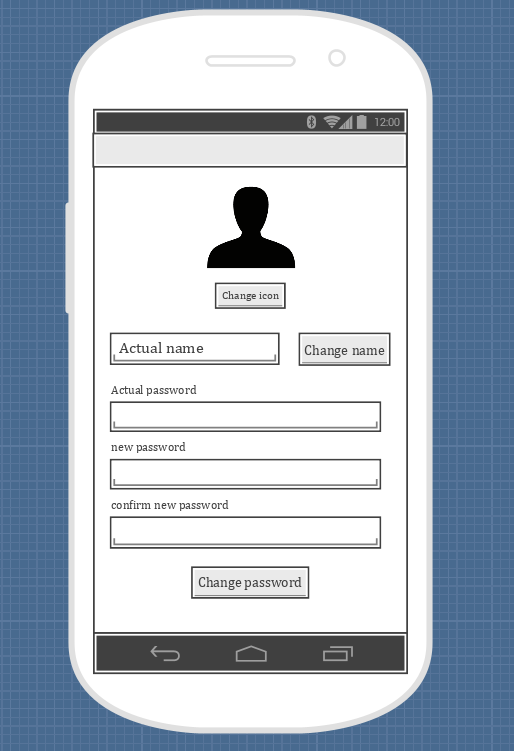 12:00
Change icon
Actual name
Change name
Actual password
new password
confirm new password
Change password